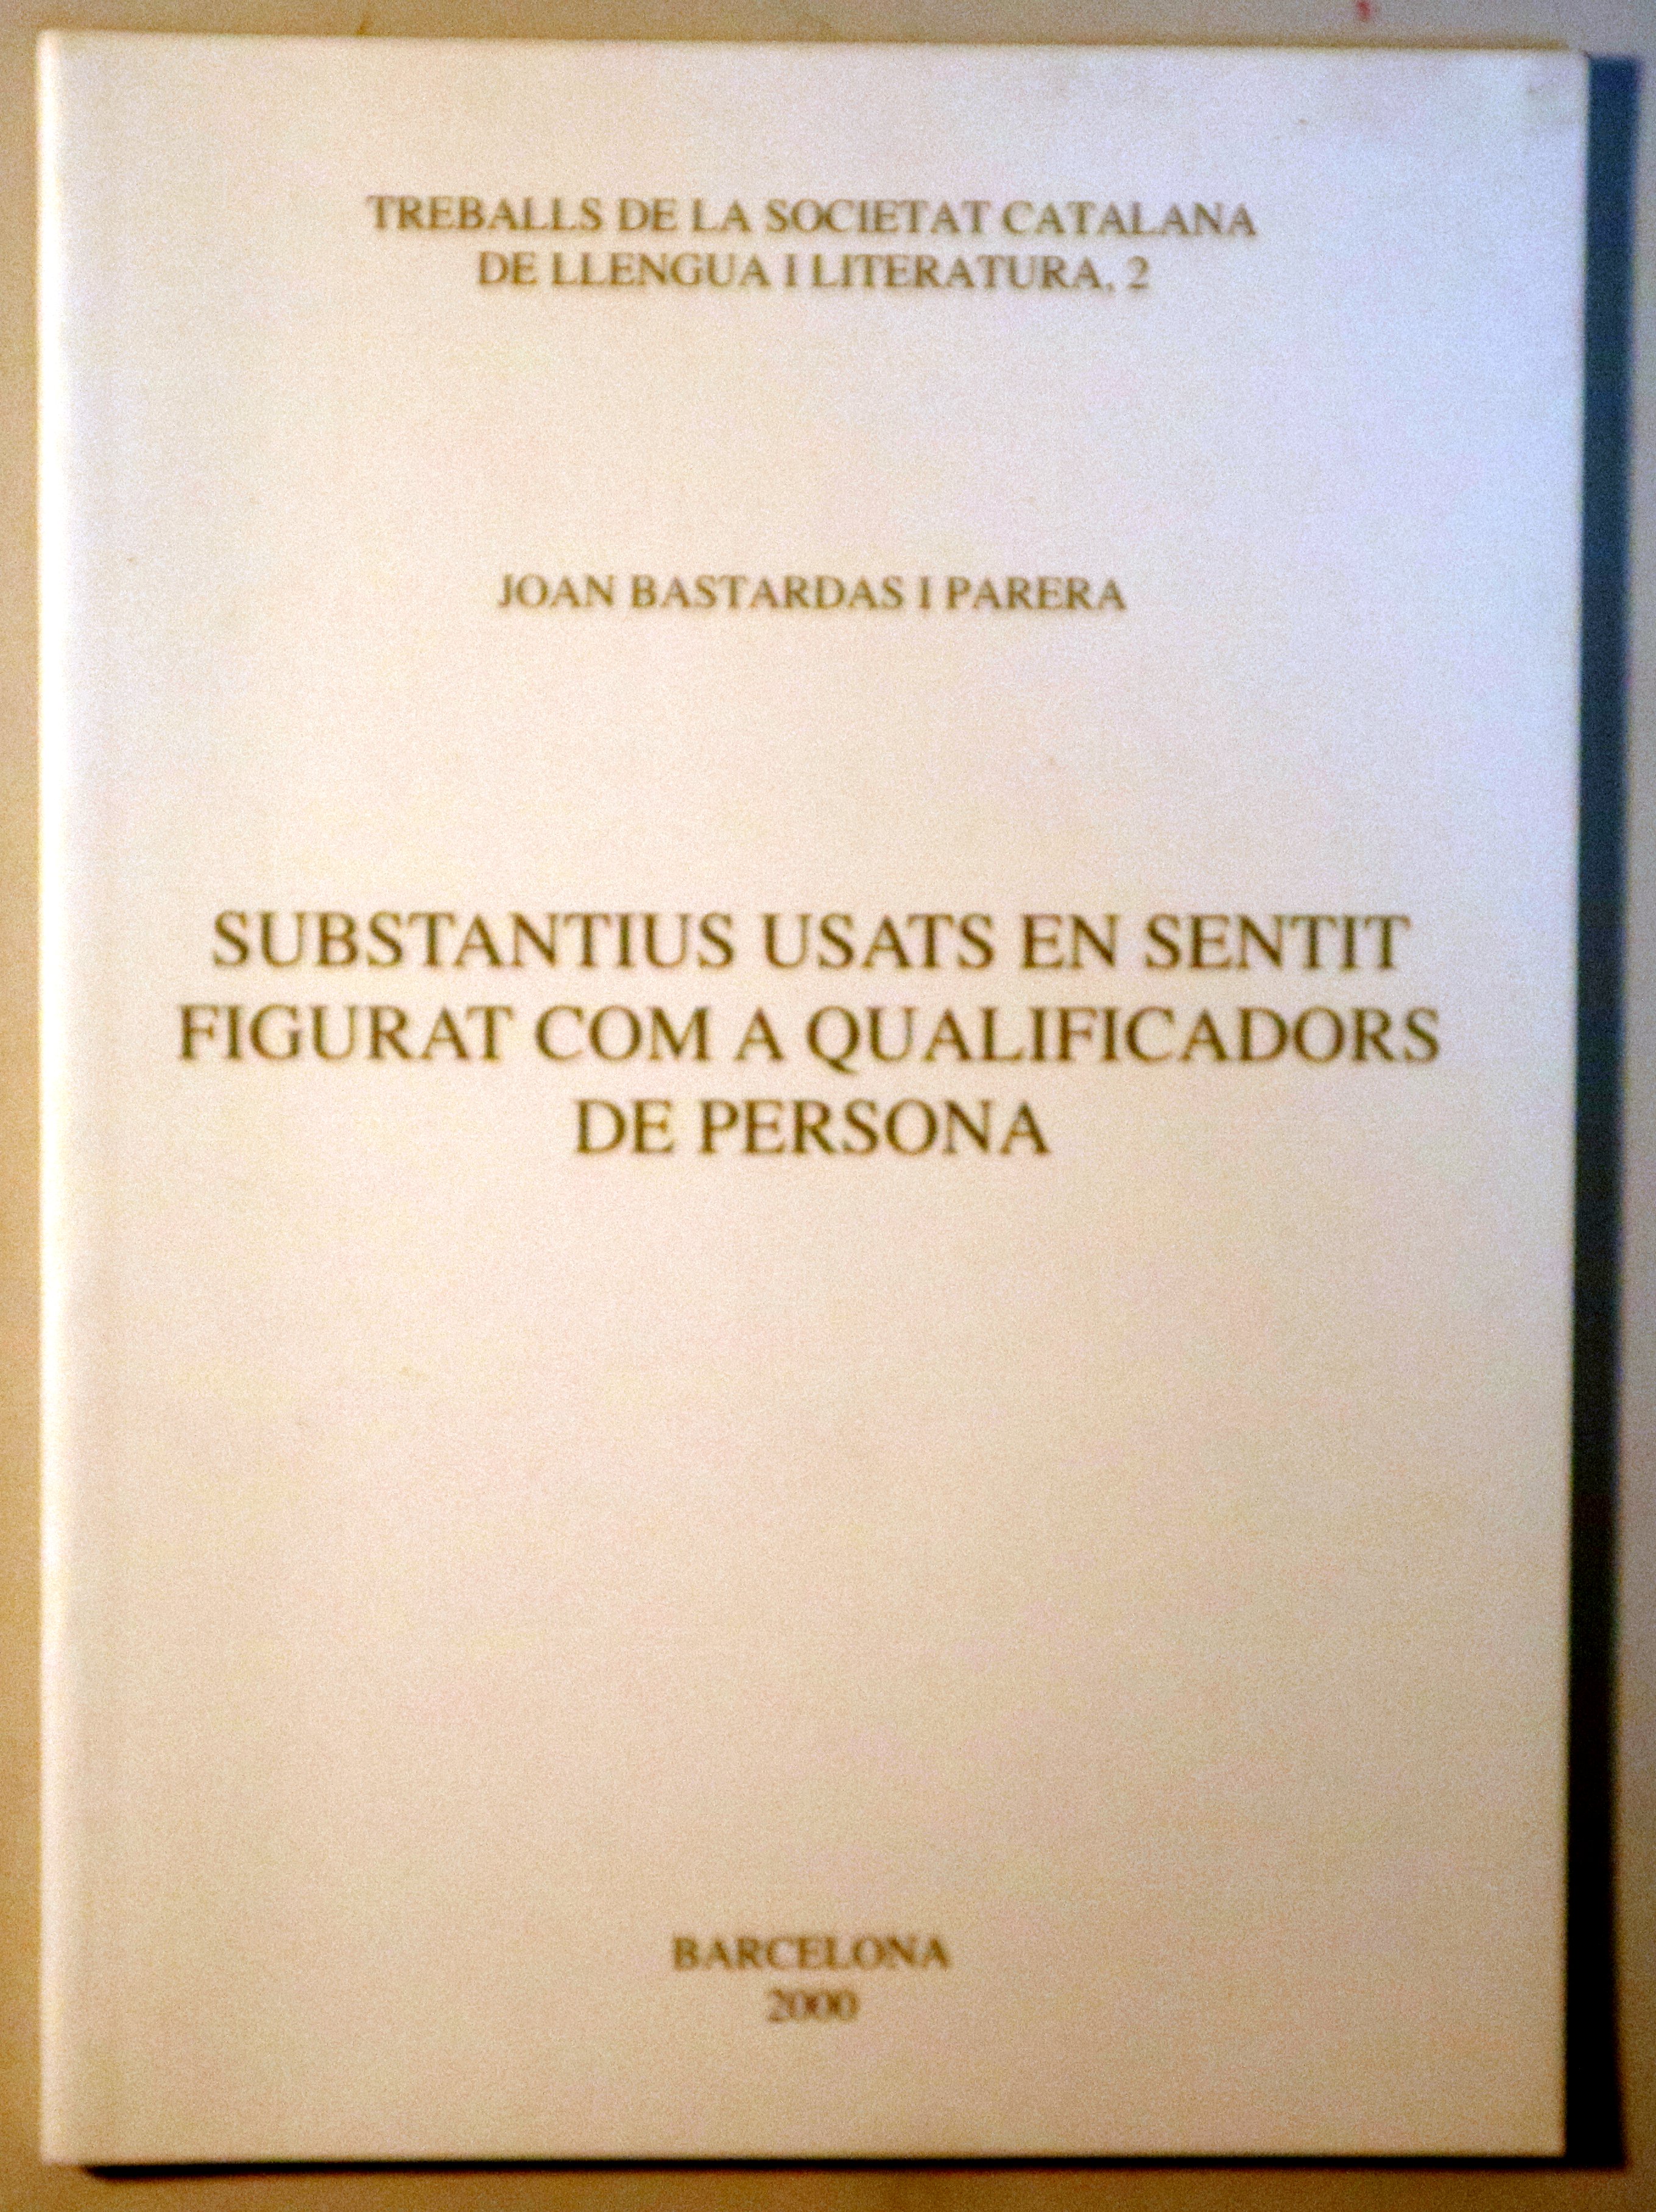 TREBALLS DE LA SOCIETAT CATALANA
DE LLENGUA I LITERATURA, 2
JOAN BASTARDAS I PARERA
SUBSTANTIUS USATS EN SENTIT
FIGURAT COM A QUALIFICADORS
DE PERSONA
BARCELONA
2000